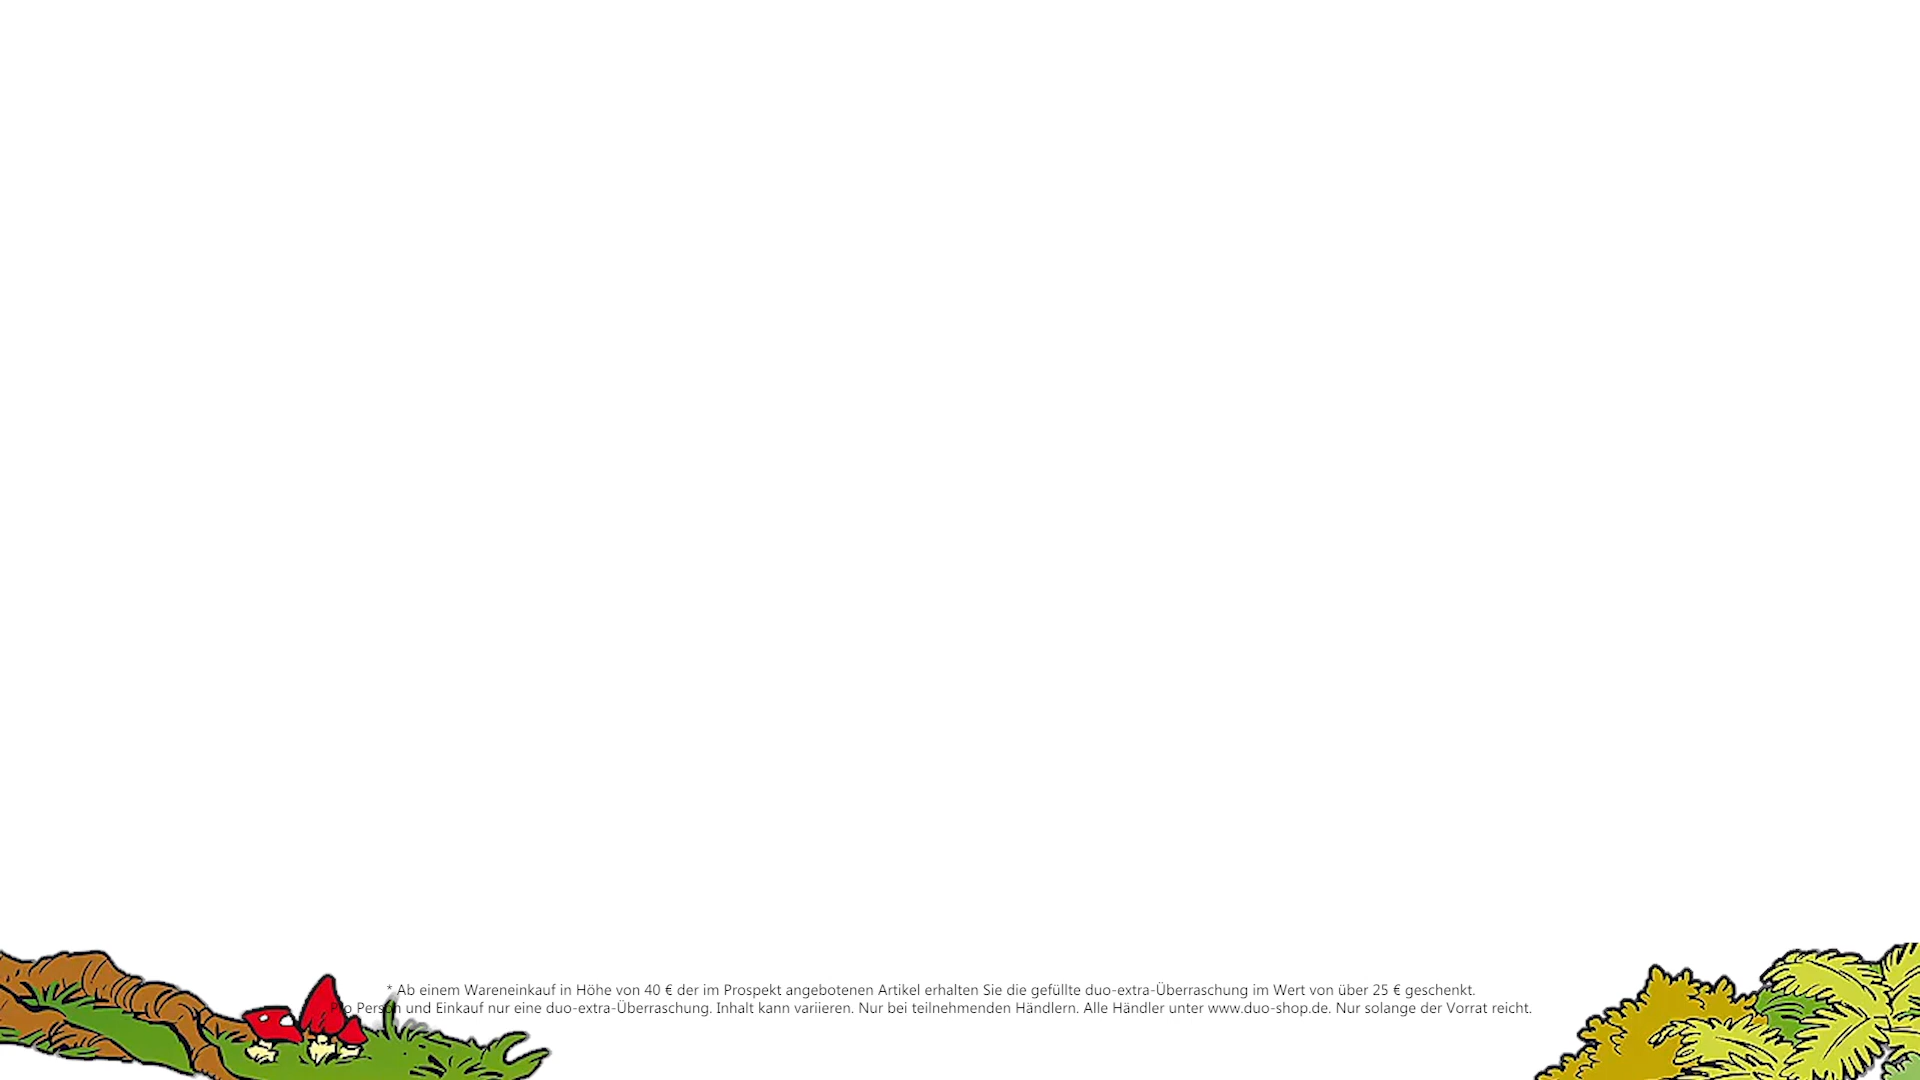 * Ab einem Wareneinkauf in Höhe von 40 € der im Prospekt angebotenen Artikel erhalten Sie die gefüllte duo-extra-Überraschung im Wert von über 25 € geschenkt.
Pro Person und Einkauf nur eine duo-extra-Überraschung. Inhalt kann variieren. Nur bei teilnehmenden Händlern. Alle Händler unter www.duo-shop.de. Nur solange der Vorrat reicht.